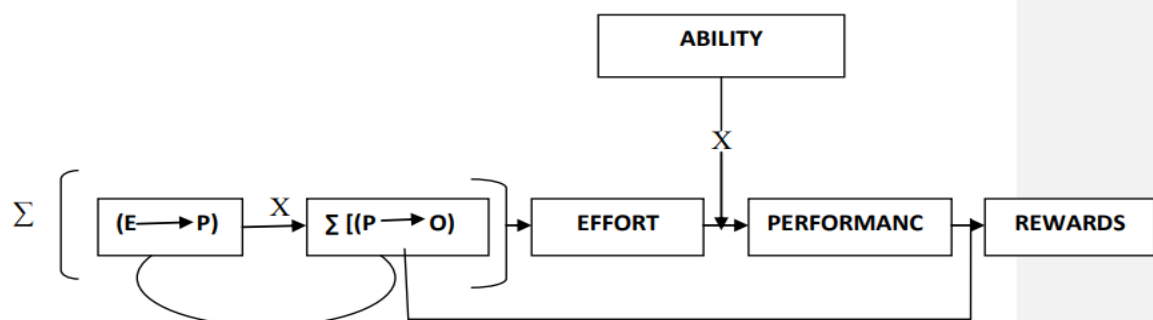 ABILITY
X
Σ
(E → P)
X
Σ [(P → O)
EFFORT
PERFORMANC
REWARDS